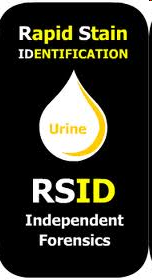 Rapid Stain
IDENTIFICATION
Urine
RSID
Independent
Forensics